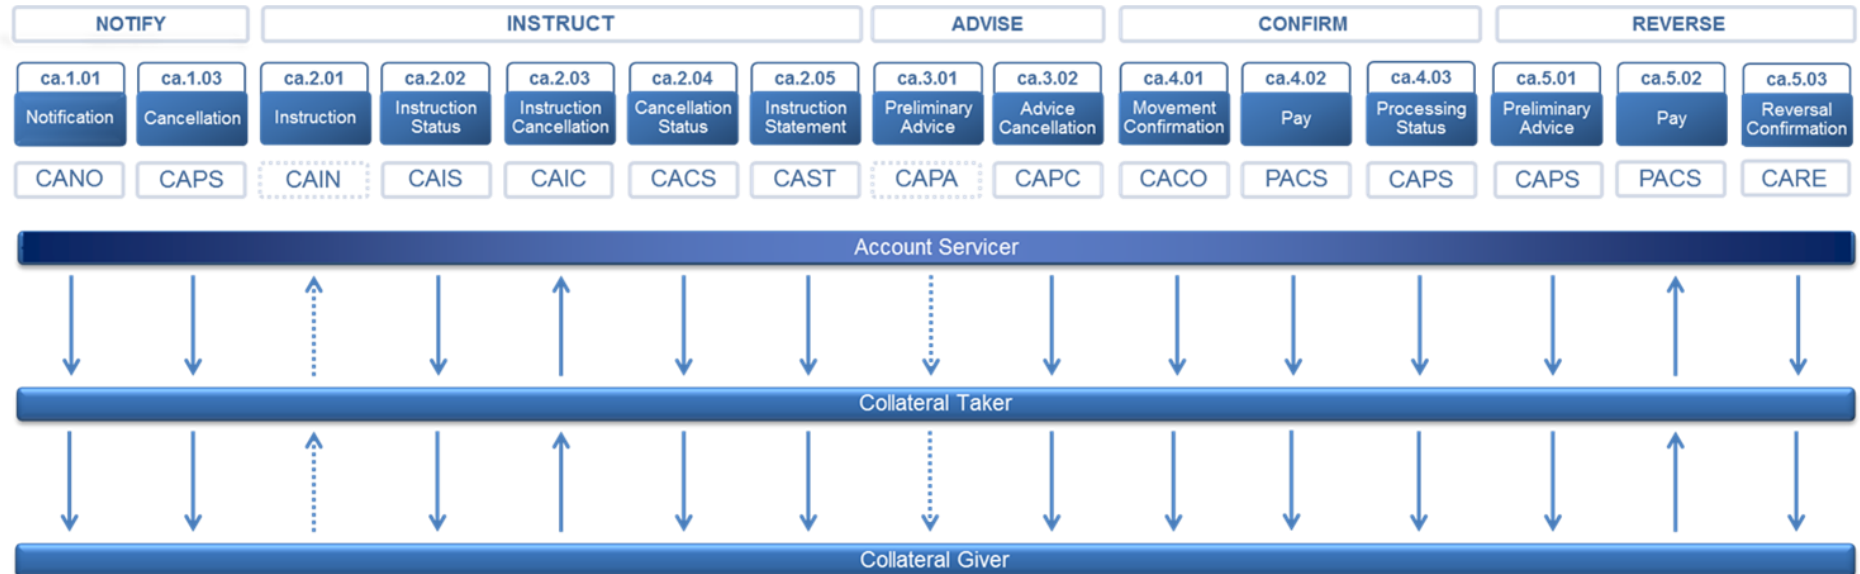 NOTIFY
INSTRUCT
ADVISE
CONFIRM
REVERSE
ca.1.01
ca.1.03
ca.2.01
ca.2.02
ca.2.03
ca.2.04
ca.2.05
ca.3.01
ca.3.02
ca.4.01
ca.4.02
ca.4.03
ca.5.01
ca.5.02
ca.5.03
Notification
Cancellation
Instruction
Instruction
Status
Instruction
Cancellation
Cancellation
Status
Instruction
Statement
Preliminary
Advice
Advice
Cancellation
Movement
Confirmation
Pay
Processing
Status
Preliminary
Advice
Pay
Reversal
Confirmation
CANO
CAPS
CAIN
CAIS
CAIC
CACS
CAST
CAPA
CAPC
CACO
PACS
CAPS
CAPS
PACS
CARE
Account Servicer
Collateral Taker
Collateral Giver